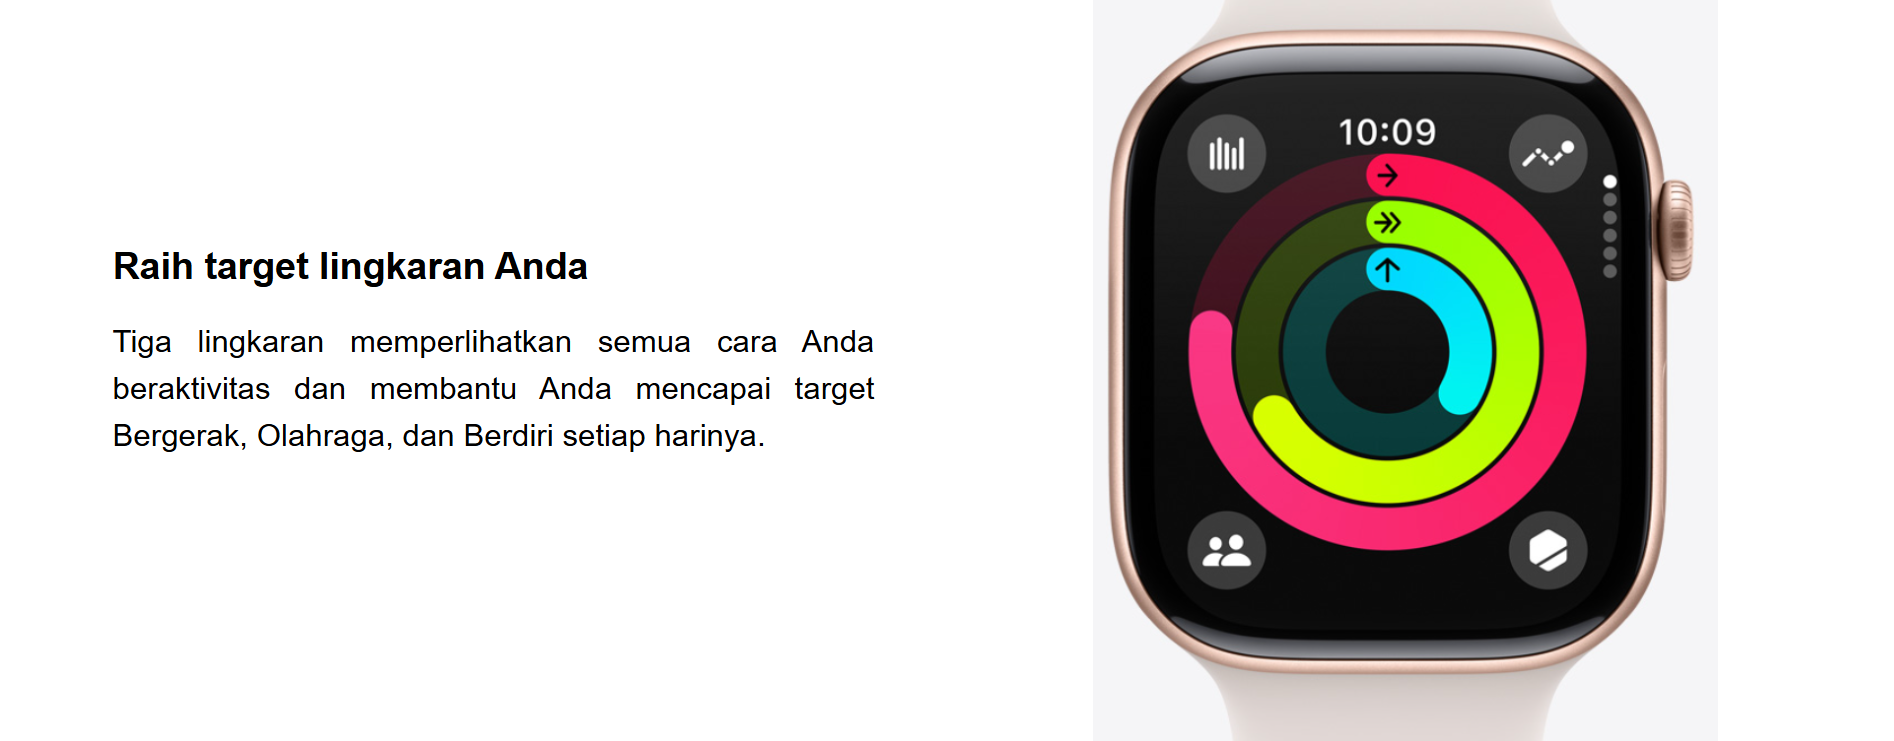 Raih target lingkaran Anda
Tiga lingkaran memperlihatkan semua cara Anda
beraktivitas dan membantu Anda mencapai target
Bergerak, Olahraga, dan Berdiri setiap harinya.
10:09